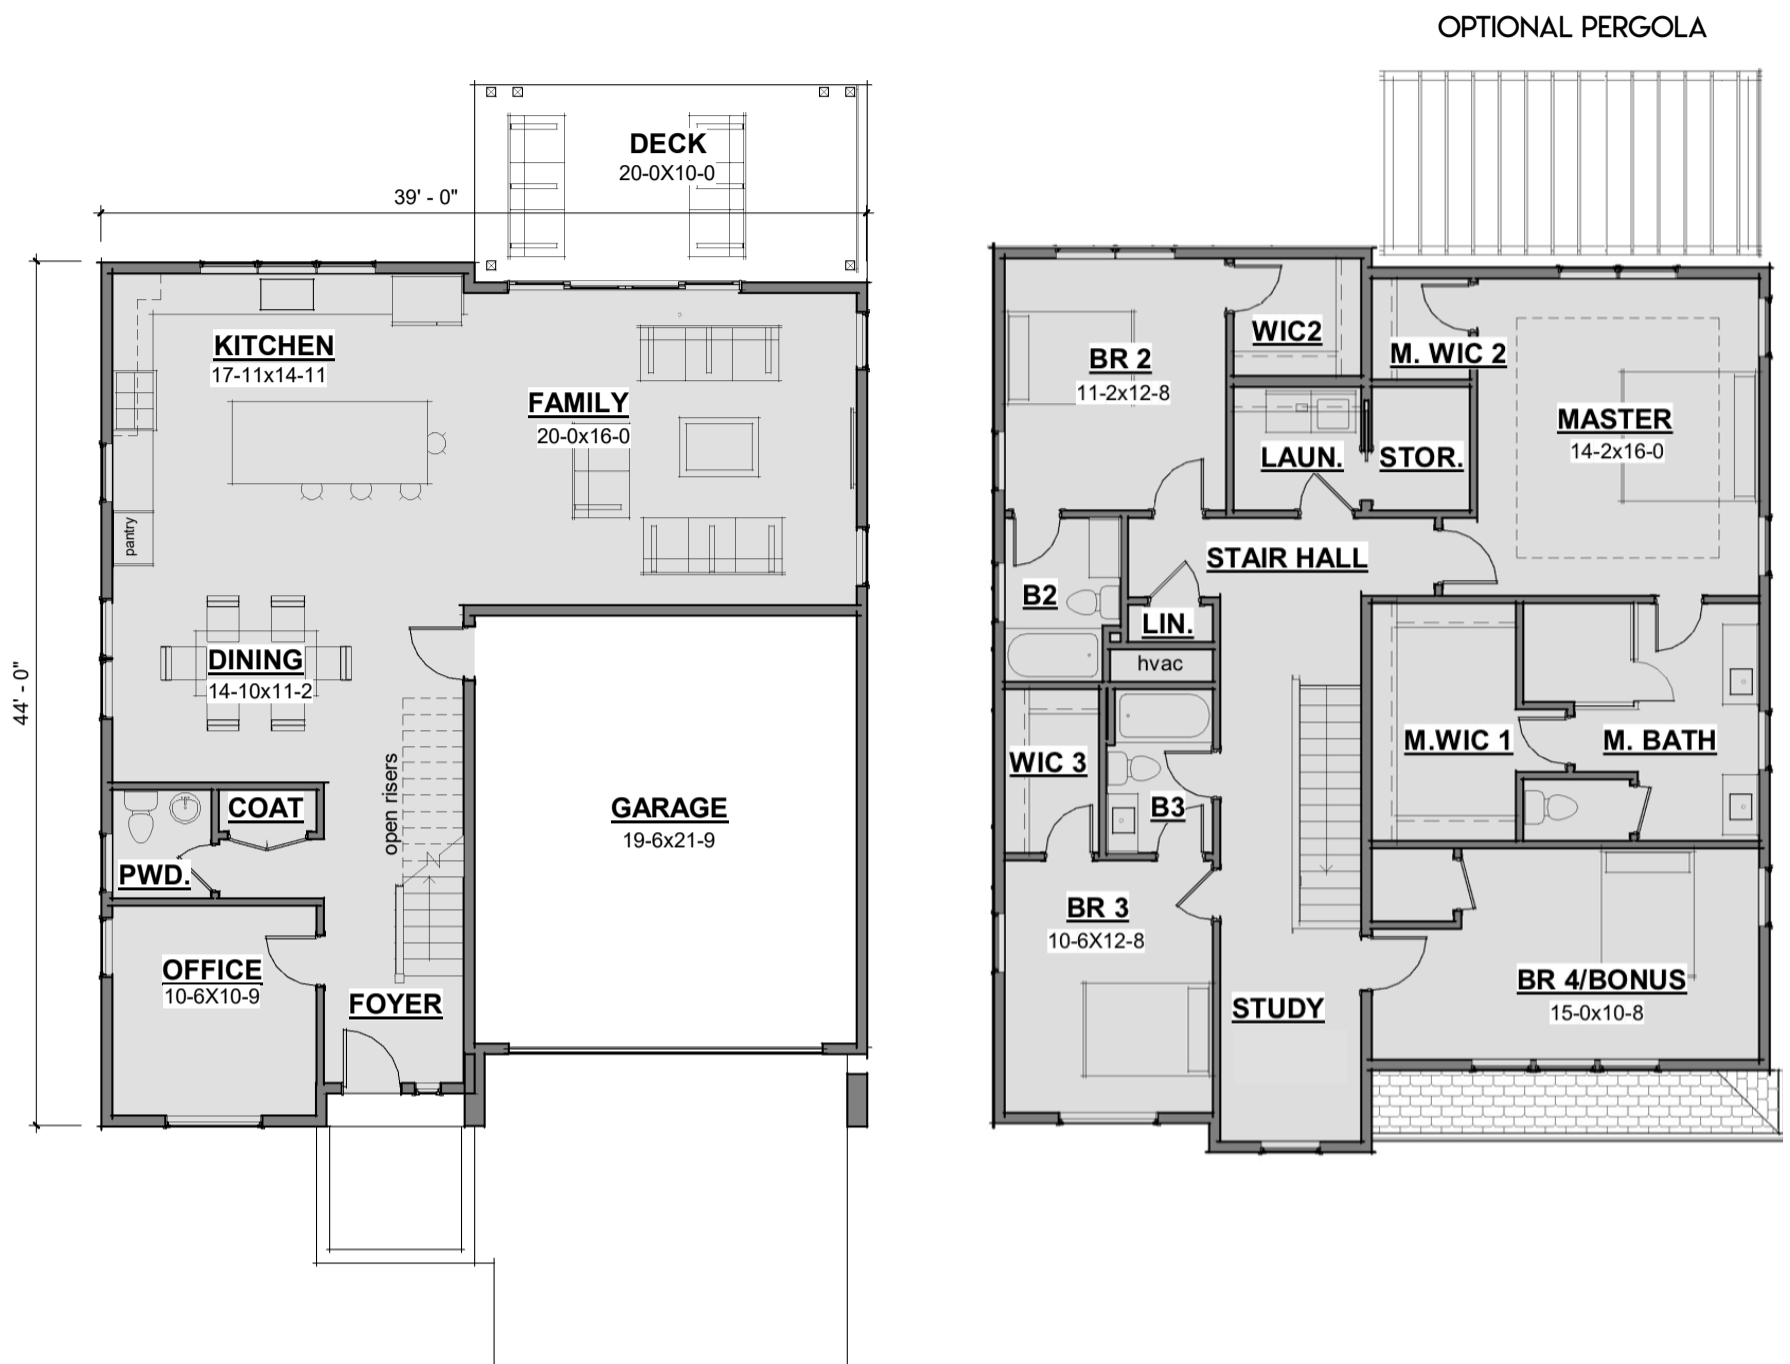 OPTIONAL PERGOLA
DECK
20-0X10-0
39' - 0"
44' - 0"
KITCHEN
17-11x14-11
FAMILY
20-0x16-0
pantry
DINING
14-10x11-2
open risers
COAT
PWD.
GARAGE
19-6x21-9
OFFICE
10-6X10-9
FOYER
BR 2
11-2x12-8
WIC2
M. WIC 2
MASTER
14-2x16-0
LAUN.
STOR.
STAIR HALL
B2
LIN.
hvac
WIC 3
B3
M.WIC 1
M. BATH
BR 3
10-6X12-8
STUDY
BR 4/BONUS
15-0x10-8